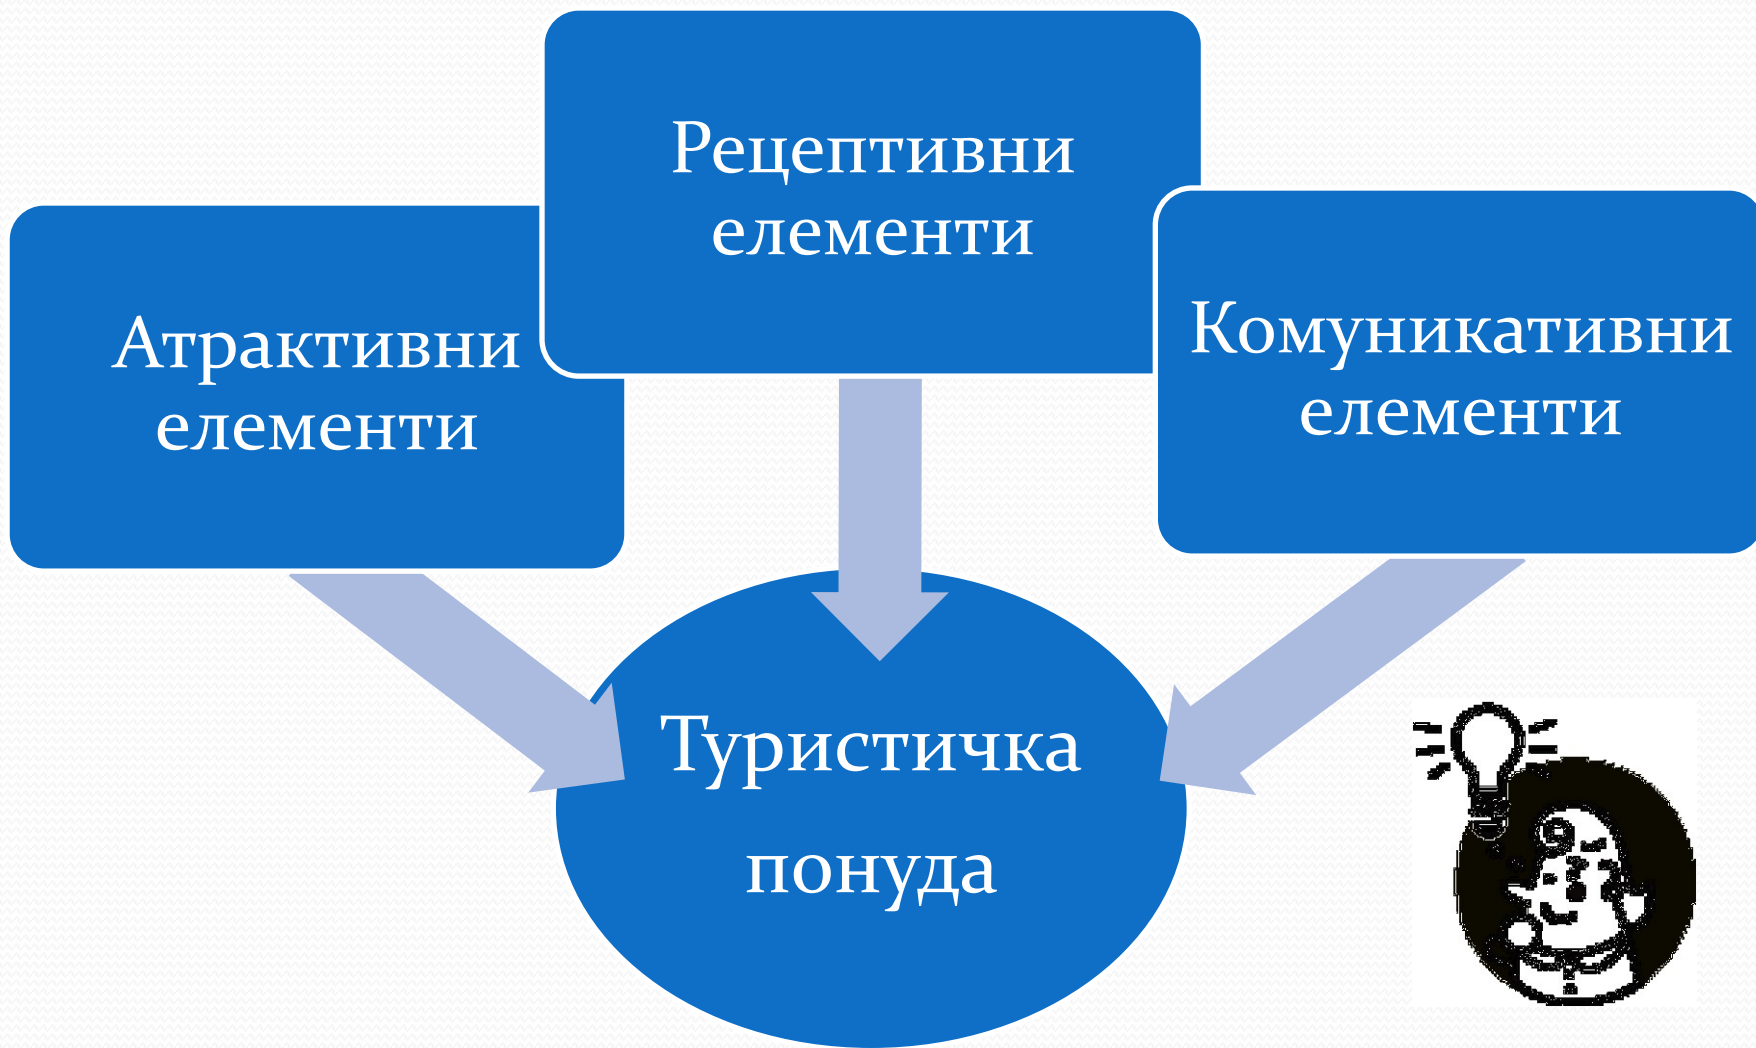 Атрактивни
елементи
Рецептивни
елементи
Комуникативни
елементи
Туристичка
понуда